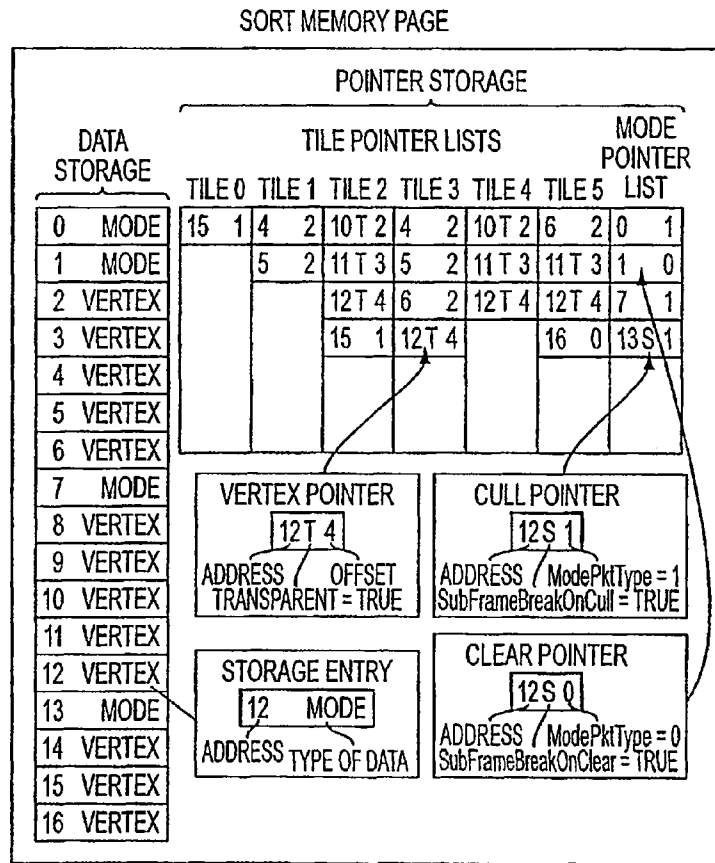 SORT MEMORY PAGE
POINTER STORAGE
DATA STORAGE
TILE POINTER LISTS
MODE POINTER LIST
TILE 0 TILE 1 TILE 2 TILE 3 TILE 4 TILE 5
0 MODE 15 1 4 2 10 T 2 4 2 10 T 2 6 2 0 1
1 MODE 5 2 11 T 3 5 2 11 T 3 11 T 3 1 0
2 VERTEX 12 T 4 6 2 12 T 4 12 T 4 7 1
3 VERTEX 15 1 12 T 4 16 0 13 S 1
4 VERTEX
5 VERTEX
6 VERTEX
7 MODE
8 VERTEX
9 VERTEX
10 VERTEX
11 VERTEX
12 VERTEX
13 MODE
14 VERTEX
15 VERTEX
16 VERTEX
VERTEX POINTER
12 T 4
ADDRESS OFFSET
TRANSPARENT = TRUE
CULL POINTER
12 S 1
ADDRESS ModePktType = 1
SubFrameBreakOnCull = TRUE
STORAGE ENTRY
12 MODE
ADDRESS TYPE OF DATA
CLEAR POINTER
12 S 0
ADDRESS ModePktType = 0
SubFrameBreakOnClear = TRUE